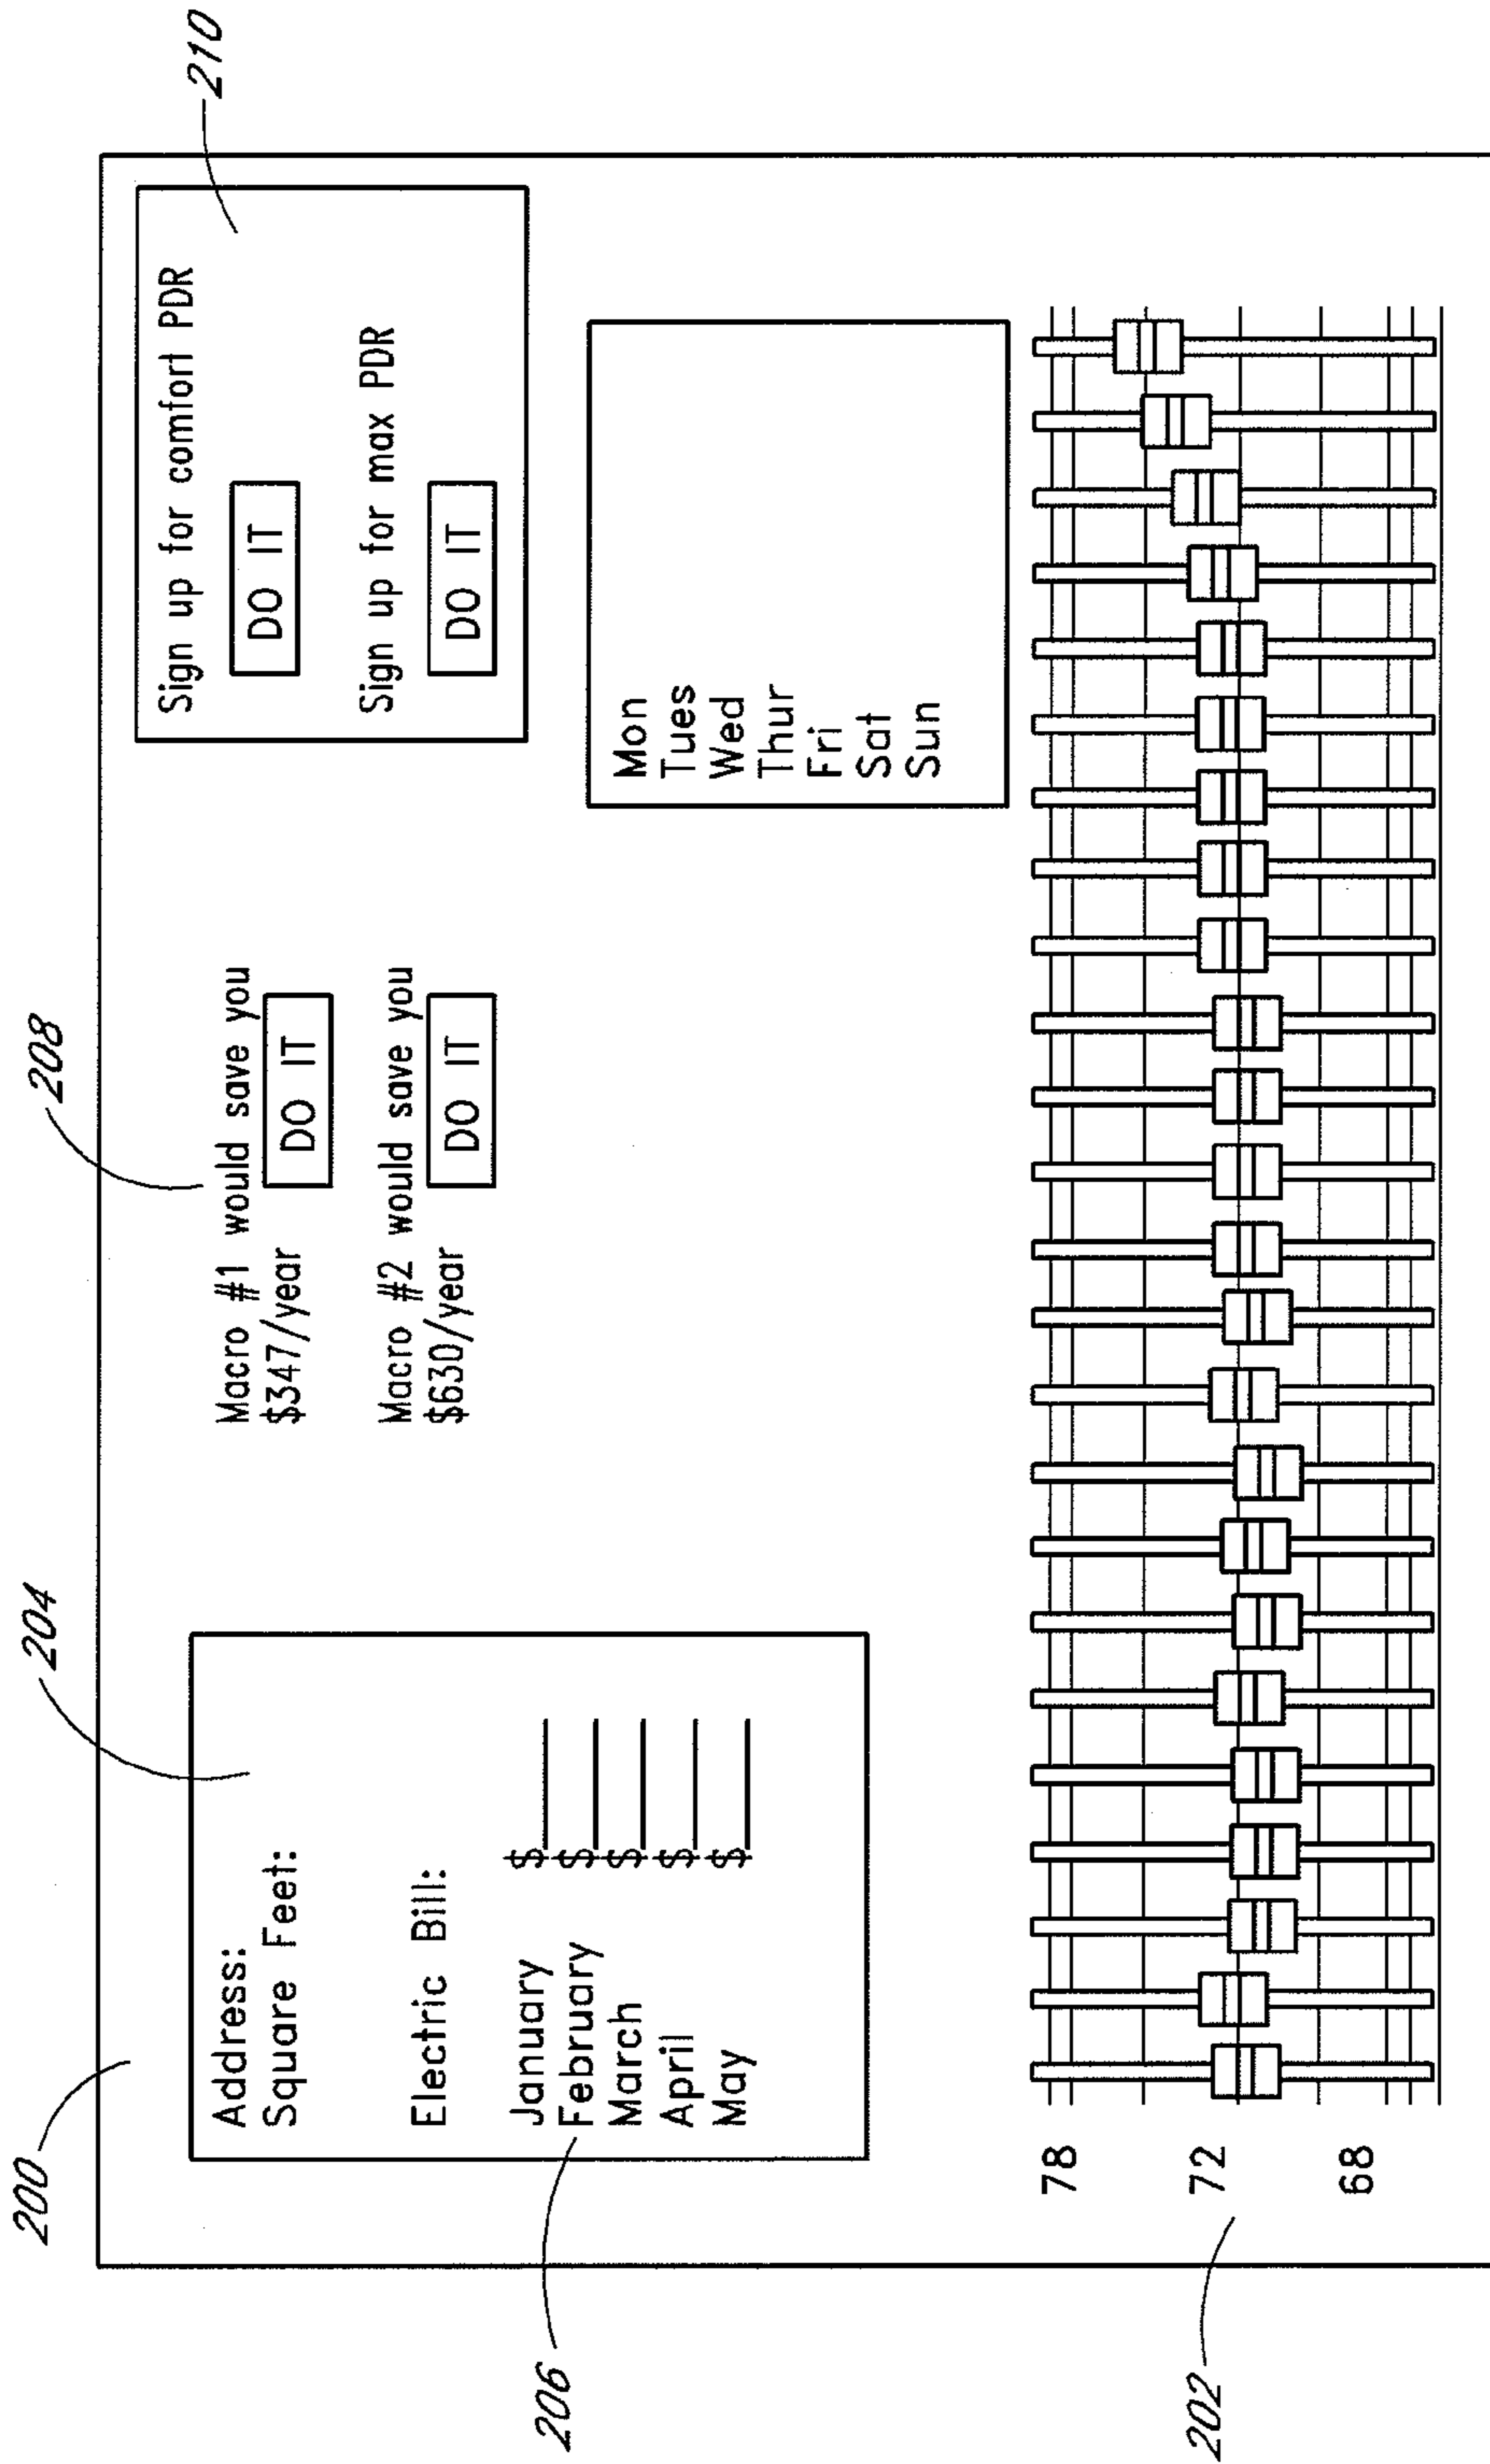 200
204
208
210
Address:
Square Feet:
Electric Bill:
January $
February $
March $
April $
May $
206
Macro #1 would save you
$347/year
DO IT
Macro #2 would save you
$630/year
DO IT
Sign up for comfort PDR
DO IT
Sign up for max PDR
DO IT
Mon
Tues
Wed
Thur
Fri
Sat
Sun
78
72
68
202